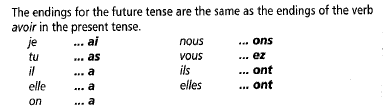 The endings for the future tense are the same as the endings of the verb
avoir in the present tense.
je ... ai nous ... ons
tu ... as vous ... ez
il ... a ils ... ont
elle ... a elles ... ont
on ... a